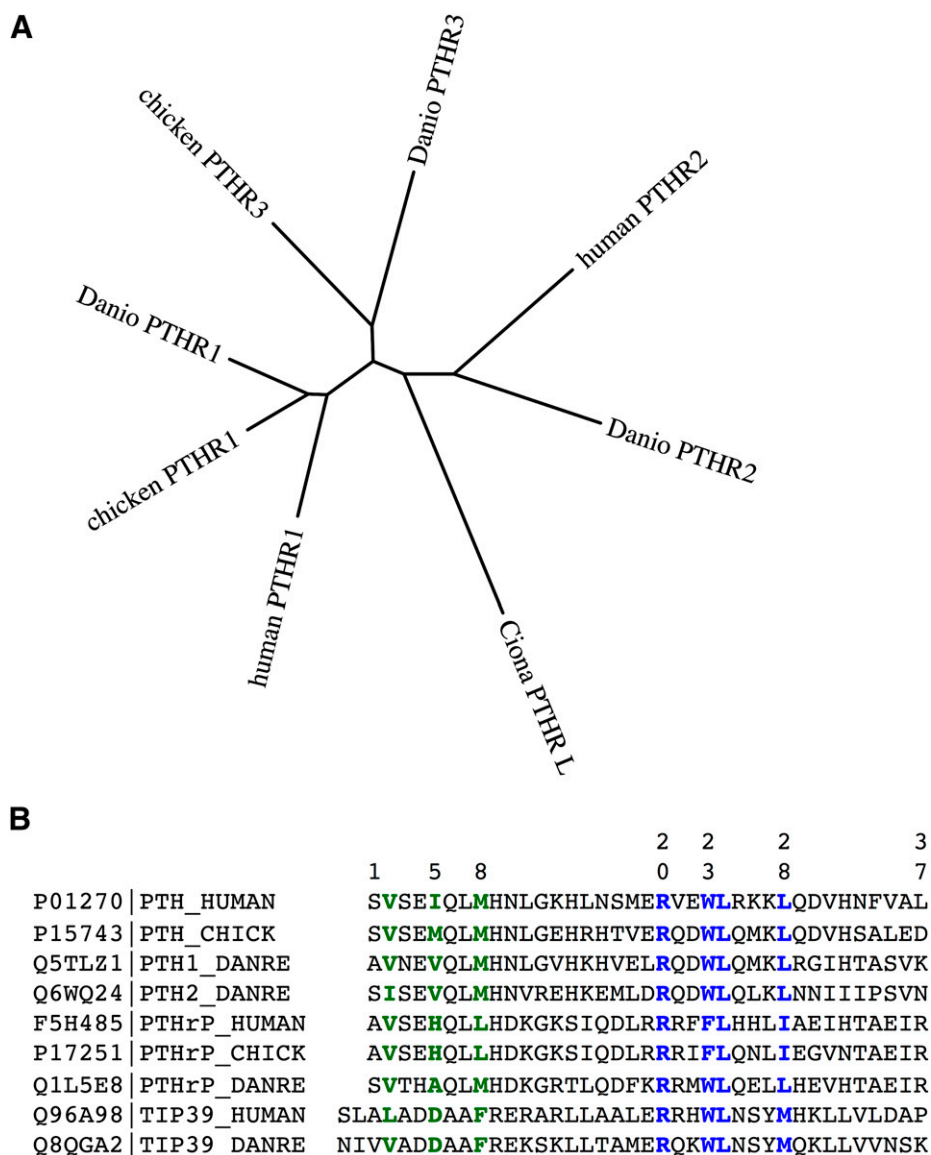 A
Danio PTHR3
chicken PTHR3
human PTHR2
Danio PTHR1
Danio PTHR2
chicken PTHR1
human PTHR1
Ciona PTHR L
B
2 2 2 3
1 5 8 0 3 8 7
P01270|PTH_HUMAN SVSEIQLMHNLGKHLNSMERVEWLRKKLQDVHNFVAL
P15743|PTH_CHICK SVSEMQLMHNLGEHRHTVERQDWLQMKLQDVHSALED
Q5TLZ1|PTH1_DANRE AVNEVQLMHNLGVHKHVELRQDWLQMKLRGIHTASVK
Q6WQ24|PTH2_DANRE SISEVQLMHNVREHKEMLDRQDWLQLKLNNIIIPSVN
F5H485|PTHrP_HUMAN AVSEHQLLHDKGKSIQDLRRRFFLHHLIAEIHTAEIR
P17251|PTHrP_CHICK AVSEHQLLHDKGKSIQDLRRRIFLQNLIEGVNTAEIR
Q1L5E8|PTHrP_DANRE SVTHAQLMHDKGRTLQDFKRRMWLQELLHEVHTAEIR
Q96A98|TIP39_HUMAN SLALADDAAFRERARLLAALERRHWLNSYMHKLLVLDAP
Q8QGA2|TIP39_DANRE NIVVADDAAFREKSKLLTAMERQKWLNSYMQKLLVVNSK